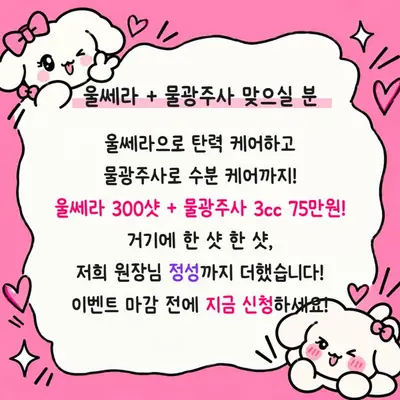 울쎄라 + 물광주사 맞으실 분
울쎄라으로 탄력 케어하고
물광주사로 수분 케어까지!
울쎄라 300샷 + 물광주사 3cc 75만원!
거기에 한 샷 한 샷,
저희 원장님 정성까지 더했습니다!
이벤트 마감 전에 지금 신청하세요!